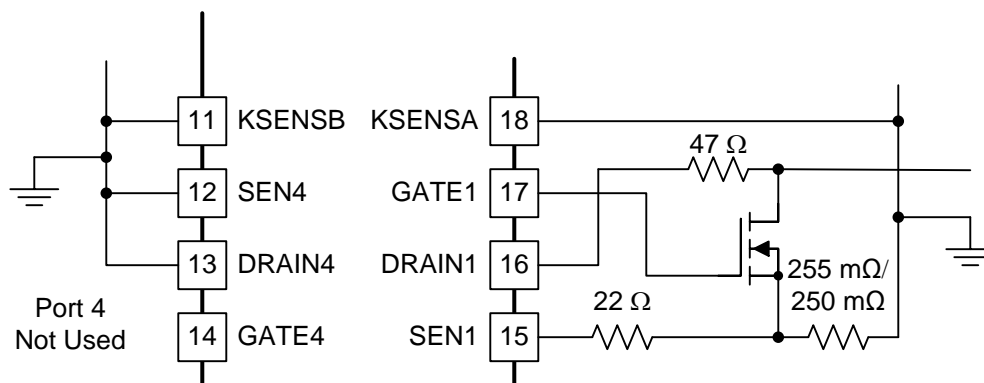 11 KSENSB
12 SEN4
13 DRAIN4
14 GATE4
Port 4
Not Used
KSENSA 18
GATE1 17
DRAIN1 16
SEN1 15
47 Ω
22 Ω
255 mΩ/
250 mΩ